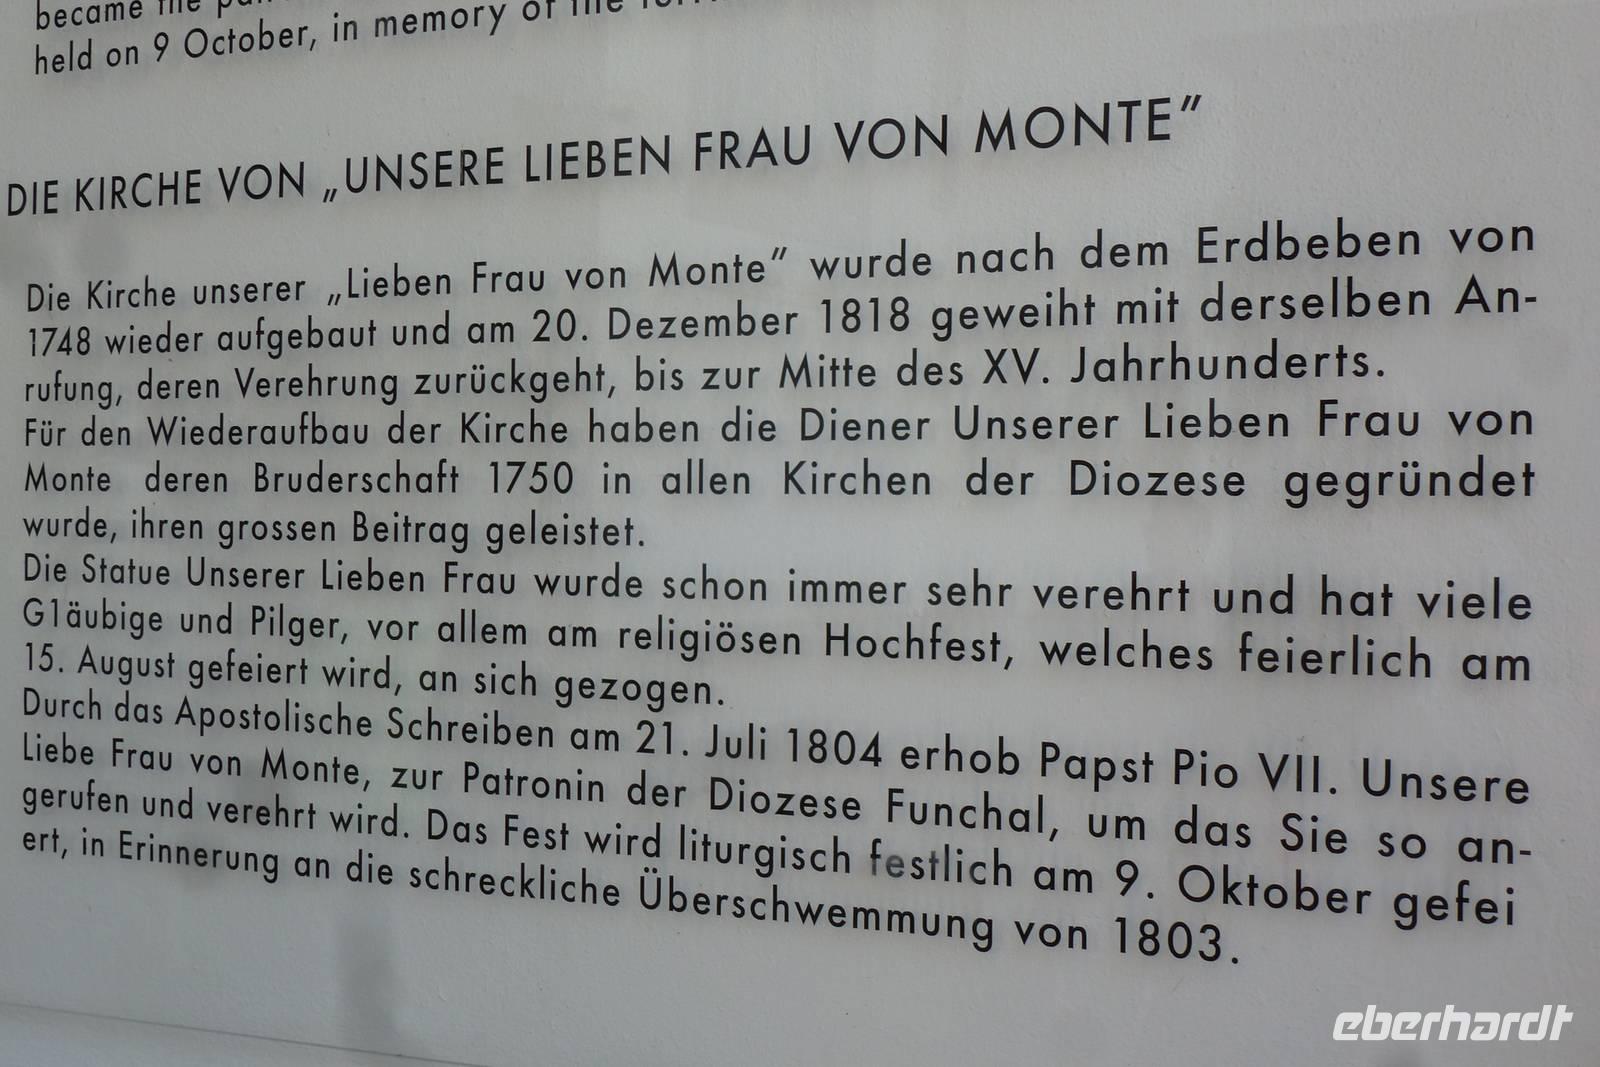 became the
held on 9 October, in memory of the
DIE KIRCHE VON „UNSERE LIEBEN FRAU VON MONTE”
Die Kirche unserer „Lieben Frau von Monte” wurde nach dem Erdbeben von
1748 wieder aufgebaut und am 20. Dezember 1818 geweiht mit derselben An-
rufung, deren Verehrung zurückgeht, bis zur Mitte des XV. Jahrhunderts.
Für den Wiederaufbau der Kirche haben die Diener Unserer Lieben Frau von
Monte deren Bruderschaft 1750 in allen Kirchen der Diozese gegründet
wurde, ihren grossen Beitrag geleistet.
Die Statue Unserer Lieben Frau wurde schon immer sehr verehrt und hat viele
G1äubige und Pilger, vor allem am religiösen Hochfest, welches feierlich am
15. August gefeiert wird, an sich gezogen.
Durch das Apostolische Schreiben am 21. Juli 1804 erhob Papst Pio VII. Unsere
Liebe Frau von Monte, zur Patronin der Diozese Funchal, um das Sie so an-
gerufen und verehrt wird. Das Fest wird liturgisch festlich am 9. Oktober gefei
ert, in Erinnerung an die schreckliche Überschwemmung von 1803.
eberhardt